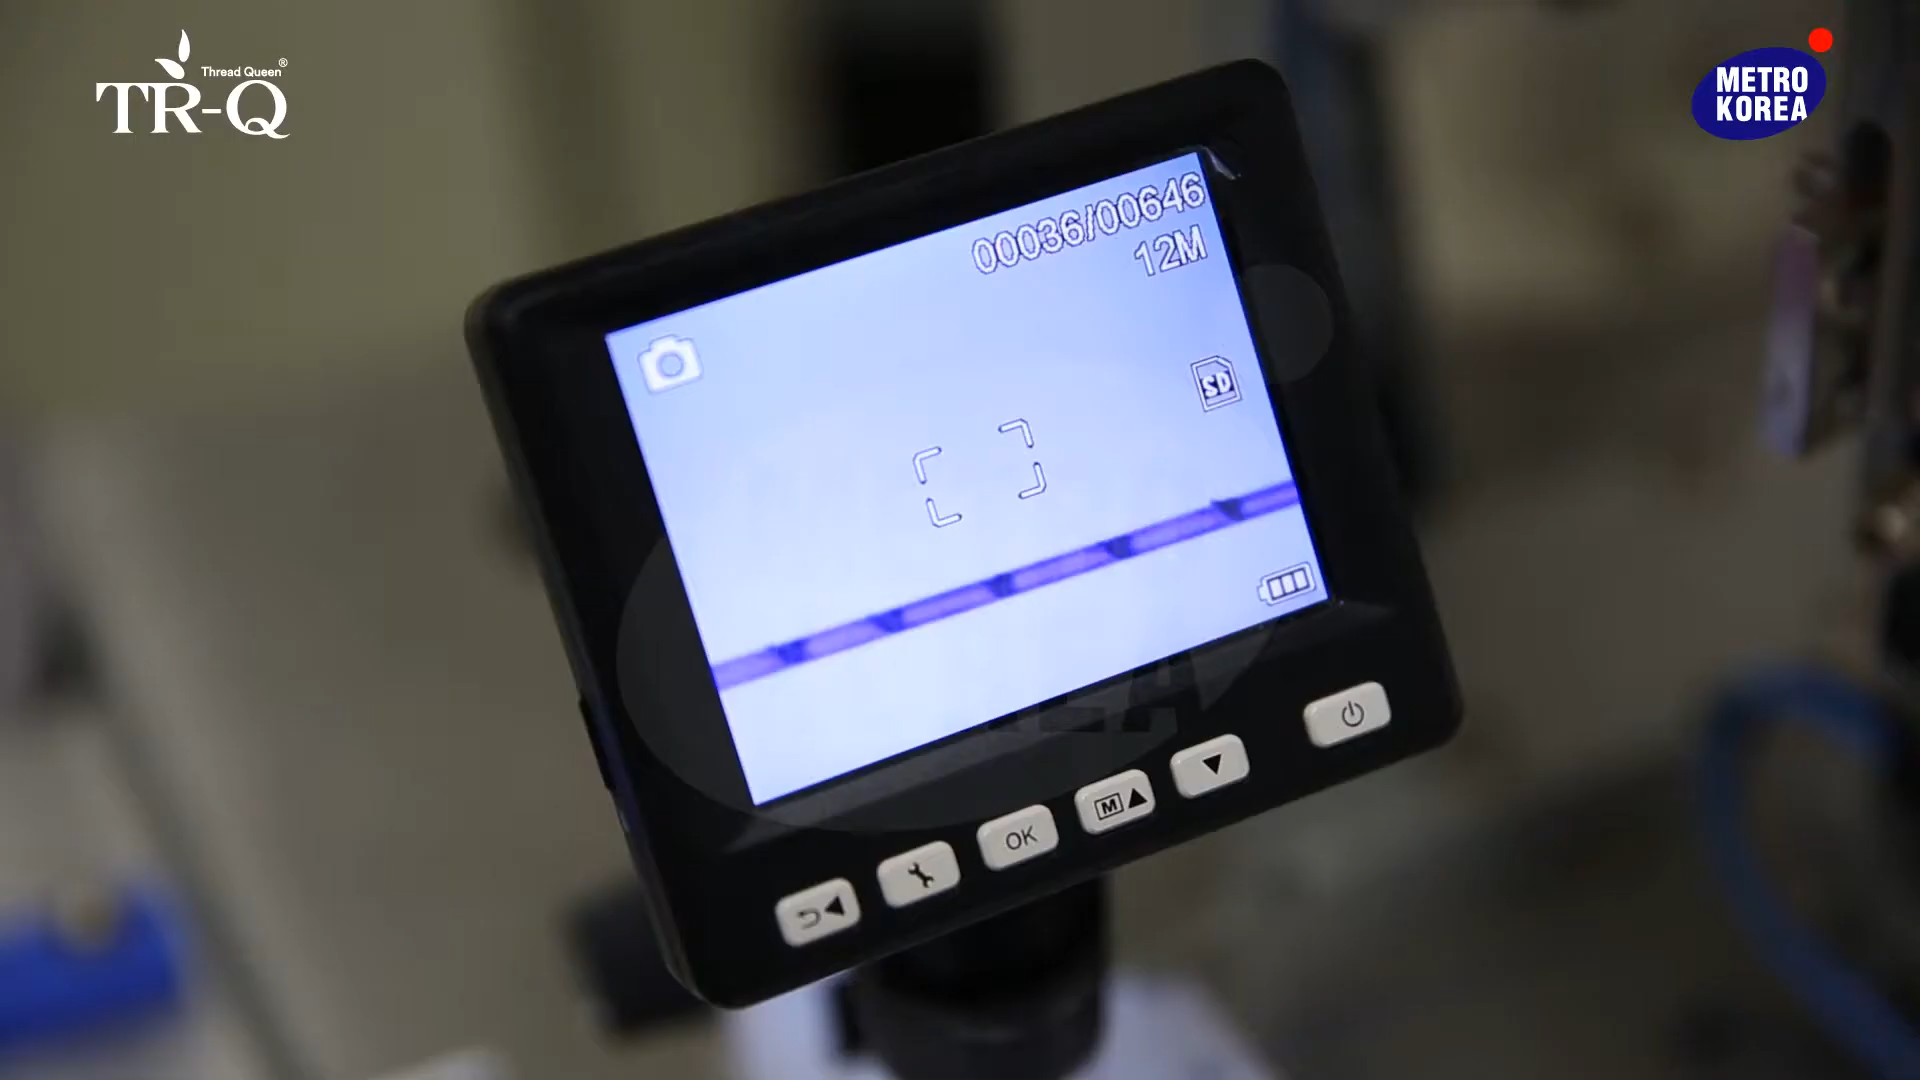 Thread Queen®
TR-Q
METRO
KOREA
00036/00646
12M
SD
OK
M